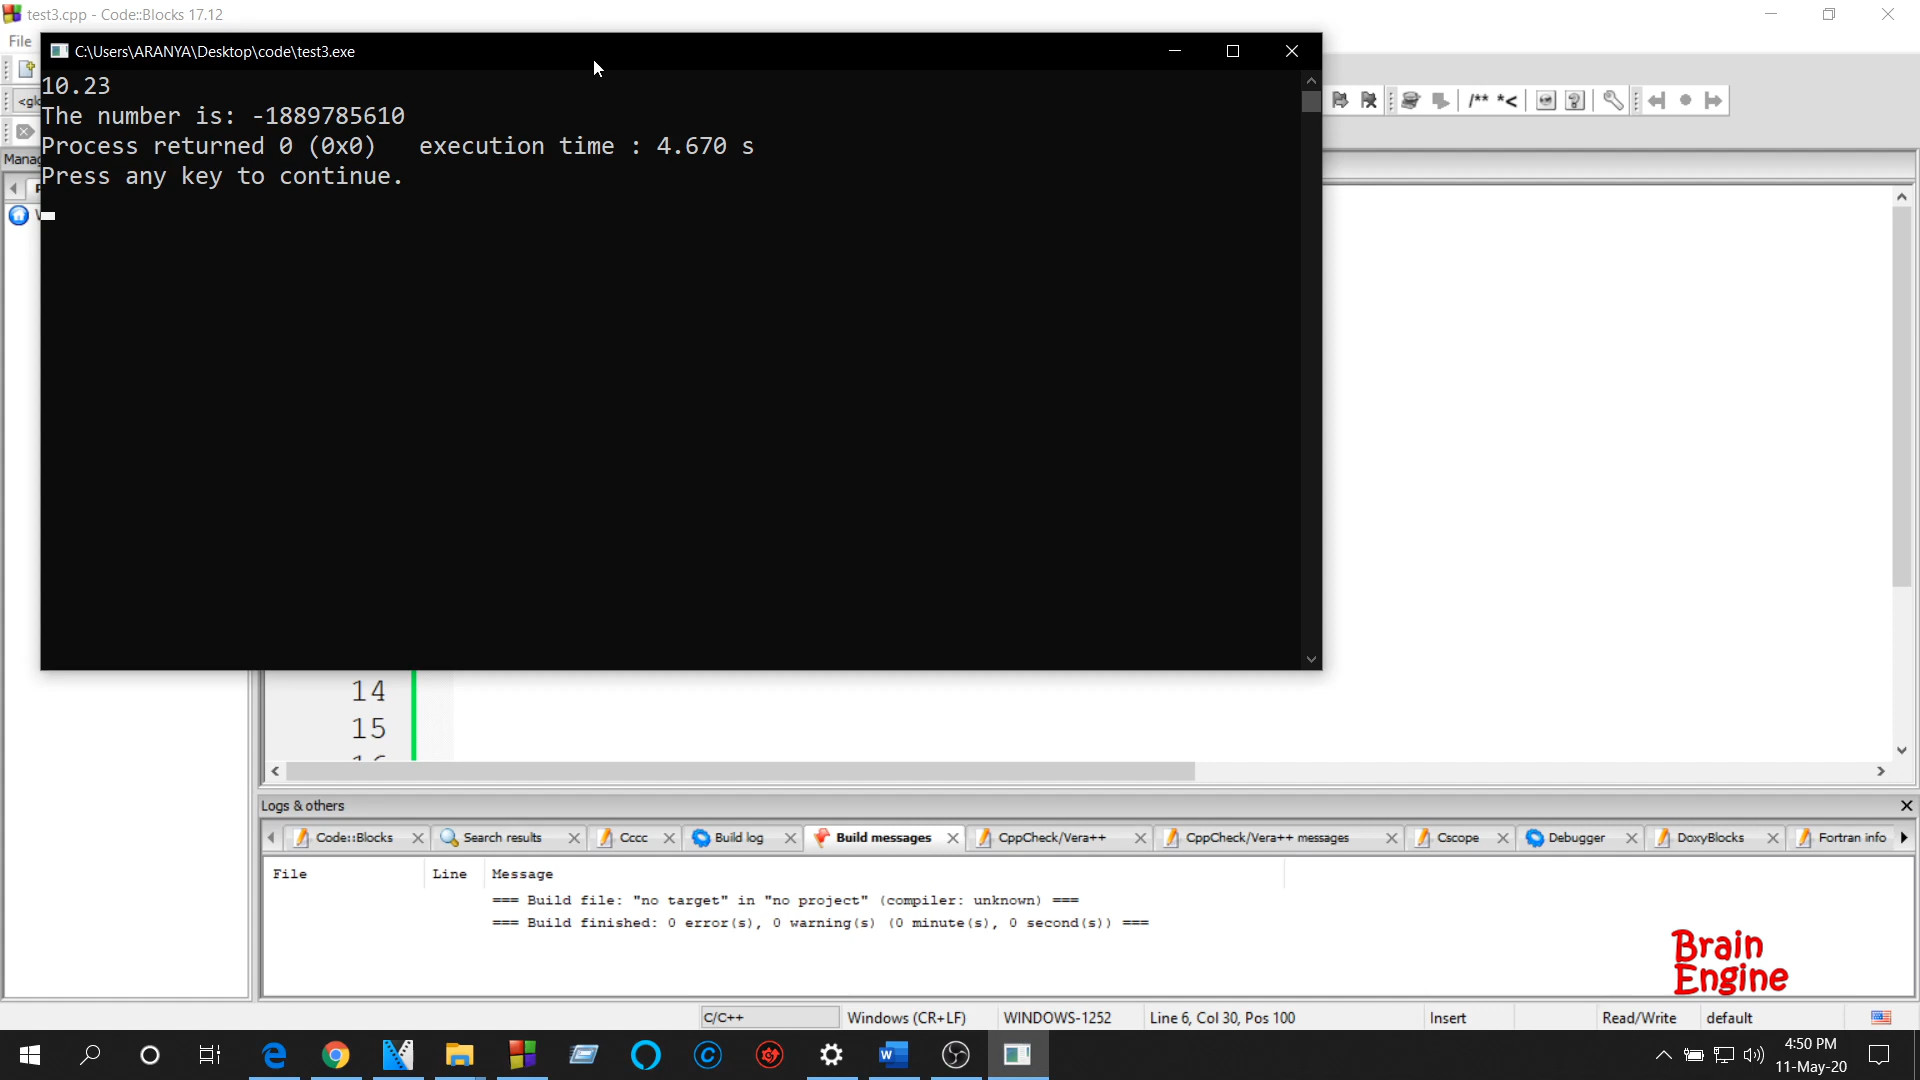 test3.cpp - Code::Blocks 17.12
File
C:\Users\ARANYA\Desktop\code\test3.exe
10.23
The number is: -1889785610
Process returned 0 (0x0)   execution time : 4.670 s
Press any key to continue.
/** *<
14
15
Logs & others
Code::Blocks
Search results
Cccc
Build log
Build messages
CppCheck/Vera++
CppCheck/Vera++ messages
Cscope
Debugger
DoxyBlocks
Fortran info
File Line Message
=== Build file: "no target" in "no project" (compiler: unknown) ===
=== Build finished: 0 error(s), 0 warning(s) (0 minute(s), 0 second(s)) ===
Brain
Engine
C/C++ Windows (CR+LF) WINDOWS-1252 Line 6, Col 30, Pos 100 Insert Read/Write default
4:50 PM
11-May-20